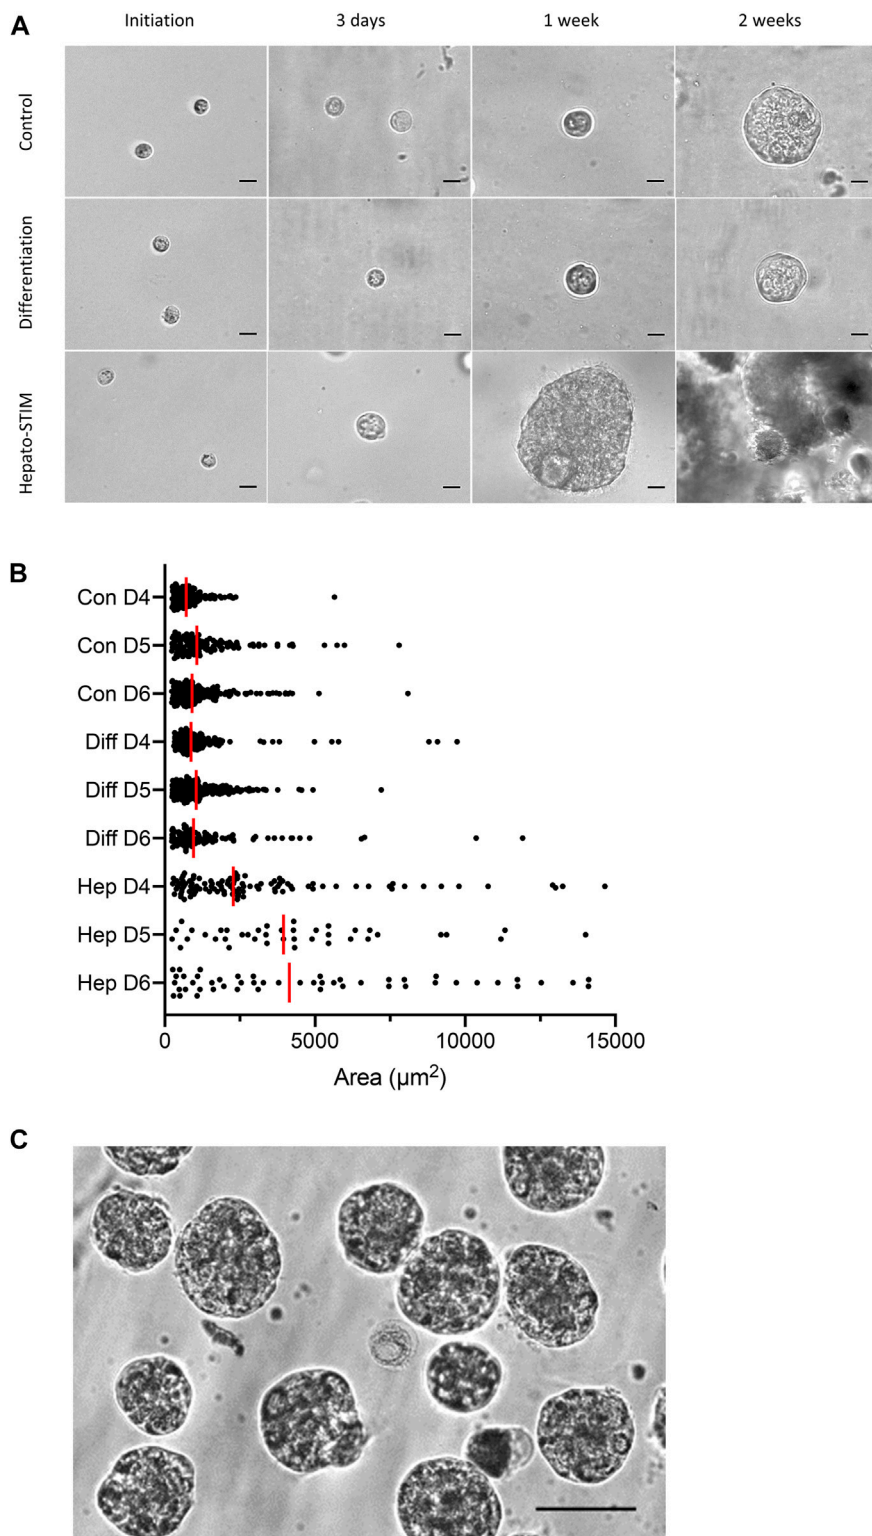 A
Initiation 3 days 1 week 2 weeks
Control
Differentiation
Hepato-STIM
B
Con D4
Con D5
Con D6
Diff D4
Diff D5
Diff D6
Hep D4
Hep D5
Hep D6
0 5000 10000 15000
Area (µm²)
C